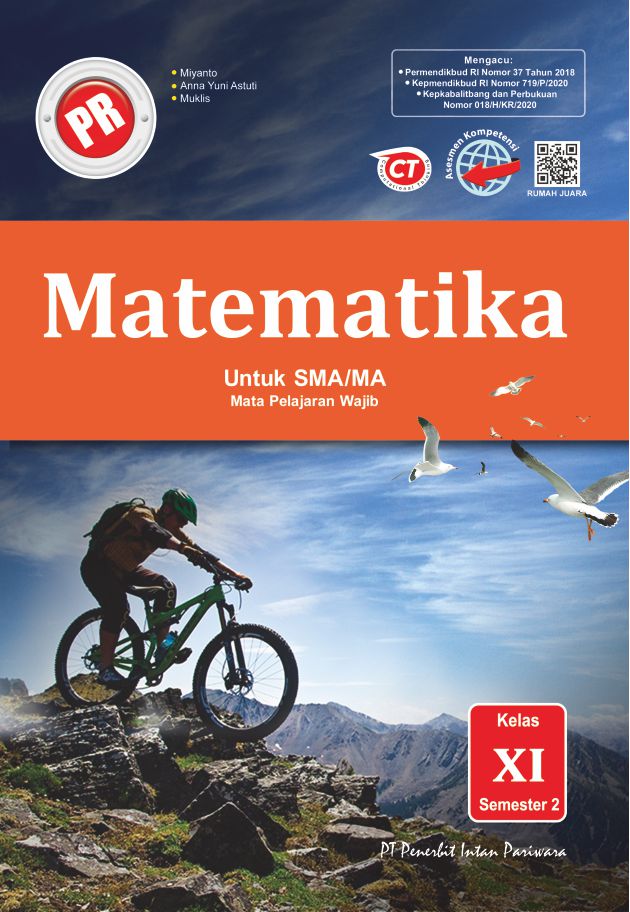 PR
• Miyanto
• Anna Yuni Astuti
• Muklis
Mengacu:
• Permendikbud RI Nomor 37 Tahun 2018
• Kepmendikbud RI Nomor 719/P/2020
• Kepkabalitbang dan Perbukuan
Nomor 018/H/KR/2020
CT
Asesmen Kompetensi
RUMAH JUARA
Matematika
Untuk SMA/MA
Mata Pelajaran Wajib
Kelas
XI
Semester 2
PT Penerbit Intan Pariwara